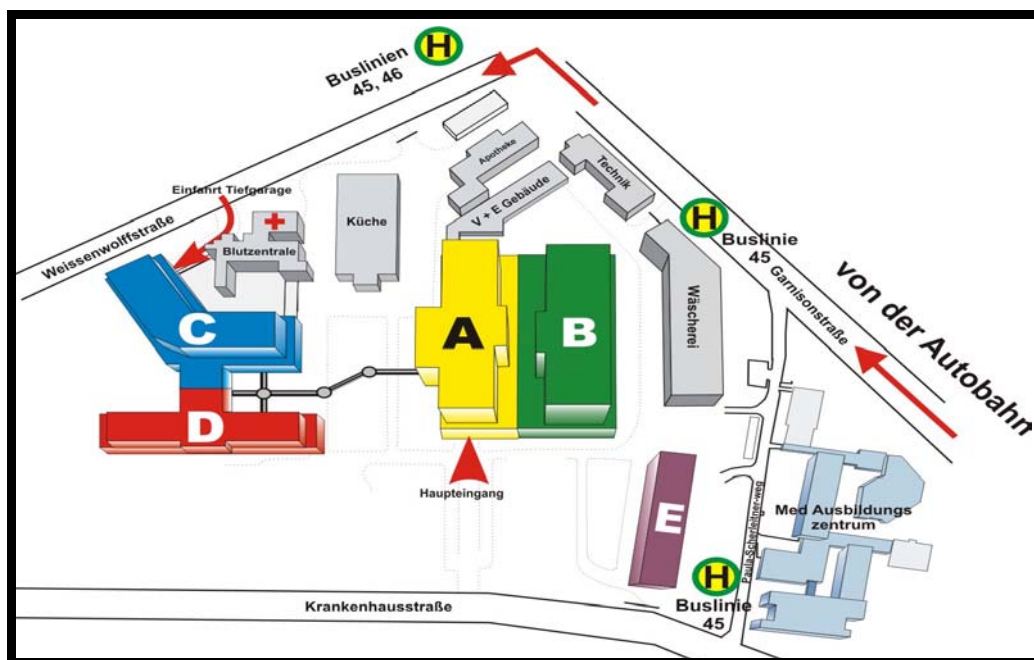 H
Buslinien
45, 46
Apotheke
Technik
V + E Gebäude
Einfahrt Tiefgarage
Küche
Weissenwolffstraße
Blutzentrale
H
Buslinie
45
Garnisonstraße
von der Autobahn
Wäscherei
C
A
B
D
Haupteingang
E
Med Ausbildungs
zentrum
Paula-Scherleitner-weg
H
Buslinie
45
Krankenhausstraße